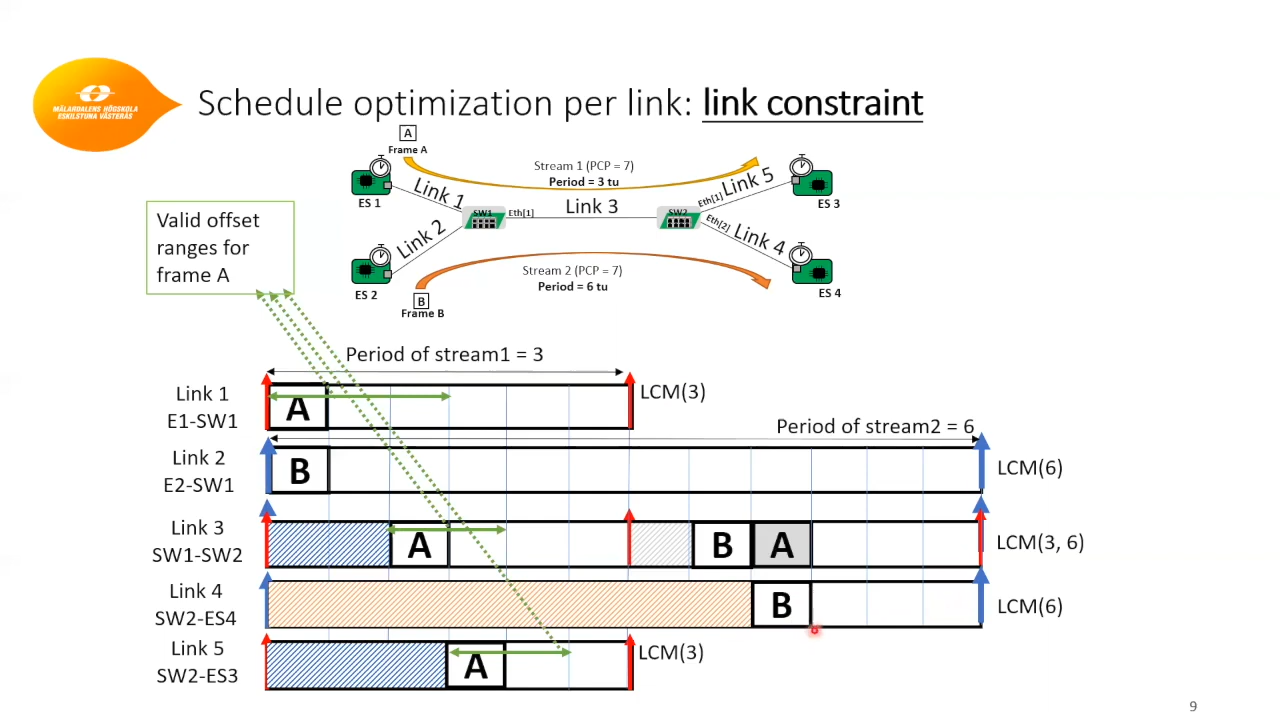 MÄLARDALENS HÖGSKOLA
ESKILSTUNA VÄSTERÅS
Schedule optimization per link: link constraint
A
Frame A
Stream 1 (PCP = 7)
Period = 3 tu
ES 1
Link 1
SW1
Eth[1]
Link 3
SW2
Eth[1]
Link 5
ES 3
Link 2
Eth[2]
Link 4
ES 2
Stream 2 (PCP = 7)
Period = 6 tu
ES 4
B
Frame B
Valid offset
ranges for
frame A
Period of stream1 = 3
Link 1
E1-SW1
A
LCM(3)
Period of stream2 = 6
Link 2
E2-SW1
B
LCM(6)
Link 3
SW1-SW2
A
B
A
LCM(3, 6)
Link 4
SW2-ES4
B
LCM(6)
Link 5
SW2-ES3
A
LCM(3)
9